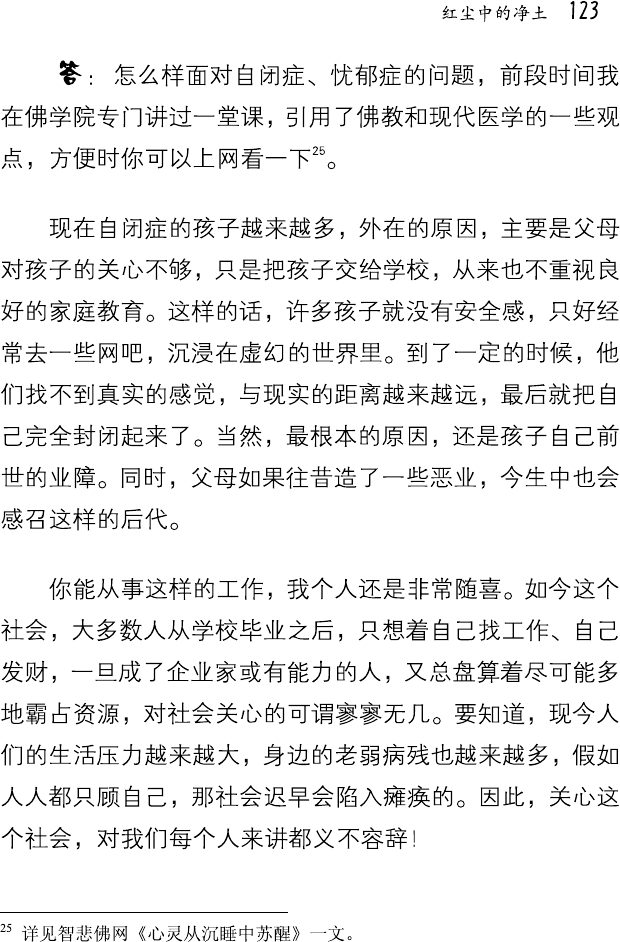 红尘中的净土 123
答：怎么样面对自闭症、忧郁症的问题，前段时间我
在佛学院专门讲过一堂课，引用了佛教和现代医学的一些观
点，方便时你可以上网看一下25。
现在自闭症的孩子越来越多，外在的原因，主要是父母
对孩子的关心不够，只是把孩子交给学校，从来也不重视良
好的家庭教育。这样的话，许多孩子就没有安全感，只好经
常去一些网吧，沉浸在虚幻的世界里。到了一定的时候，他
们找不到真实的感觉，与现实的距离越来越远，最后就把自
己完全封闭起来了。当然，最根本的原因，还是孩子自己前
世的业障。同时，父母如果往昔造了一些恶业，今生中也会
感召这样的后代。
你能从事这样的工作，我个人还是非常随喜。如今这个
社会，大多数人从学校毕业之后，只想着自己找工作、自己
发财，一旦成了企业家或有能力的人，又总盘算着尽可能多
地霸占资源，对社会关心的可谓寥寥无几。要知道，现今人
们的生活压力越来越大，身边的老弱病残也越来越多，假如
人人都只顾自己，那社会迟早会陷入瘫痪的。因此，关心这
个社会，对我们每个人来讲都义不容辞！
25 详见智悲佛网《心灵从沉睡中苏醒》一文。